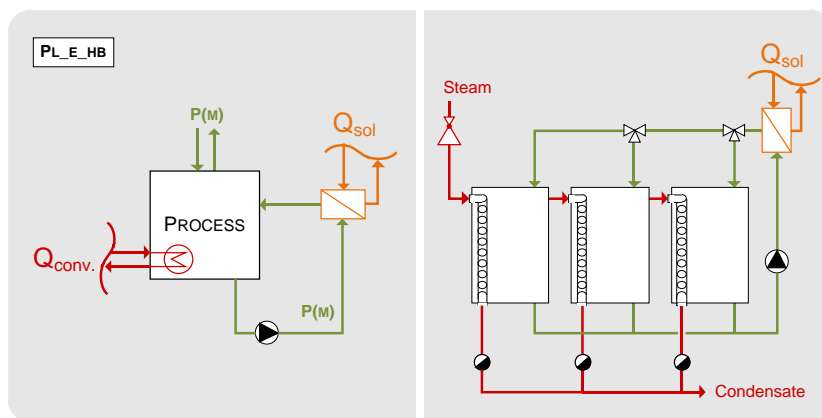 PL_E_HB
P(M)
Qsol
PROCESS
Qconv.
P(M)
Qsol
Steam
Condensate